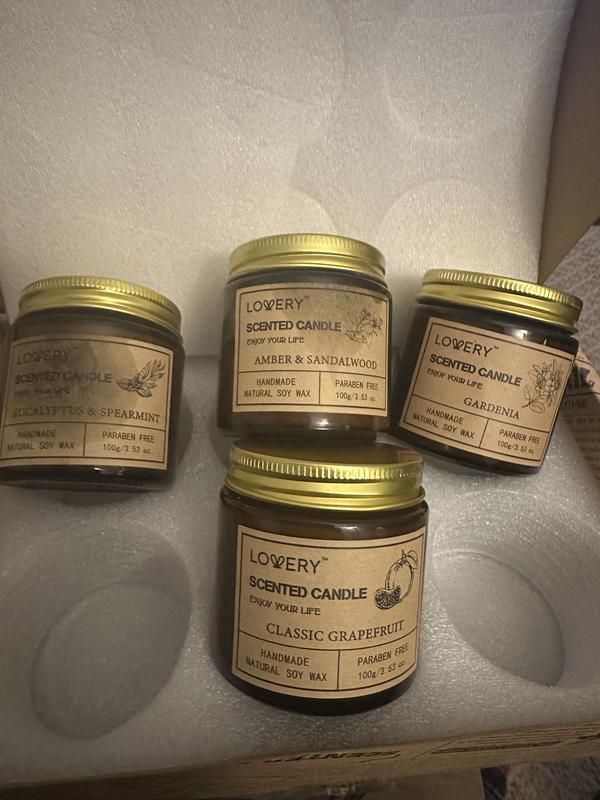 LOVERY™
SCENTED CANDLE
ENJOY YOUR LIFE
EUCALYPTUS & SPEARMINT
HANDMADE
NATURAL SOY WAX
PARABEN FREE
100g/3.53 oz
LOVERY™
SCENTED CANDLE
ENJOY YOUR LIFE
AMBER & SANDALWOOD
HANDMADE
NATURAL SOY WAX
PARABEN FREE
100g/3.53 oz
LOVERY™
SCENTED CANDLE
ENJOY YOUR LIFE
GARDENIA
HANDMADE
NATURAL SOY WAX
PARABEN FREE
100g/3.53 oz
LOVERY™
SCENTED CANDLE
ENJOY YOUR LIFE
CLASSIC GRAPEFRUIT
HANDMADE
NATURAL SOY WAX
PARABEN FREE
100g/3.53 oz